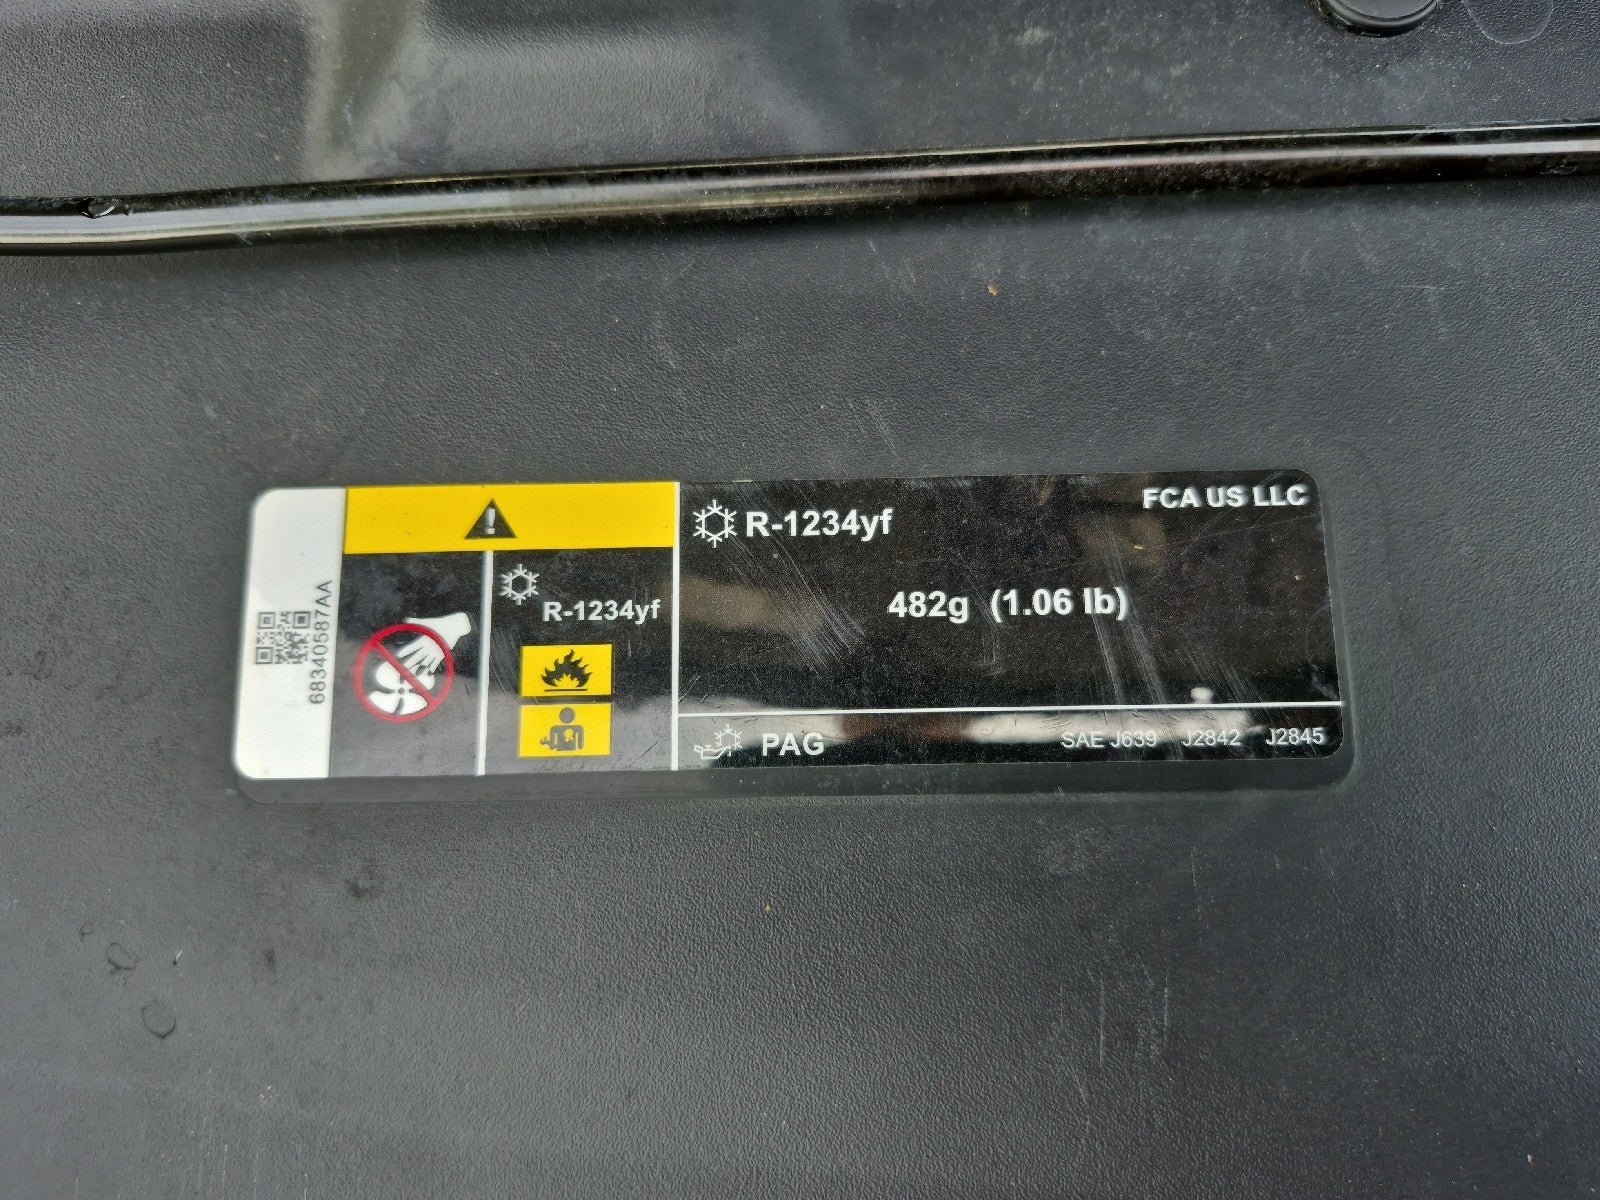 68340587AA
R-1234yf
R-1234yf
FCA US LLC
482g (1.06 lb)
PAG
SAE J639 J2842 J2845